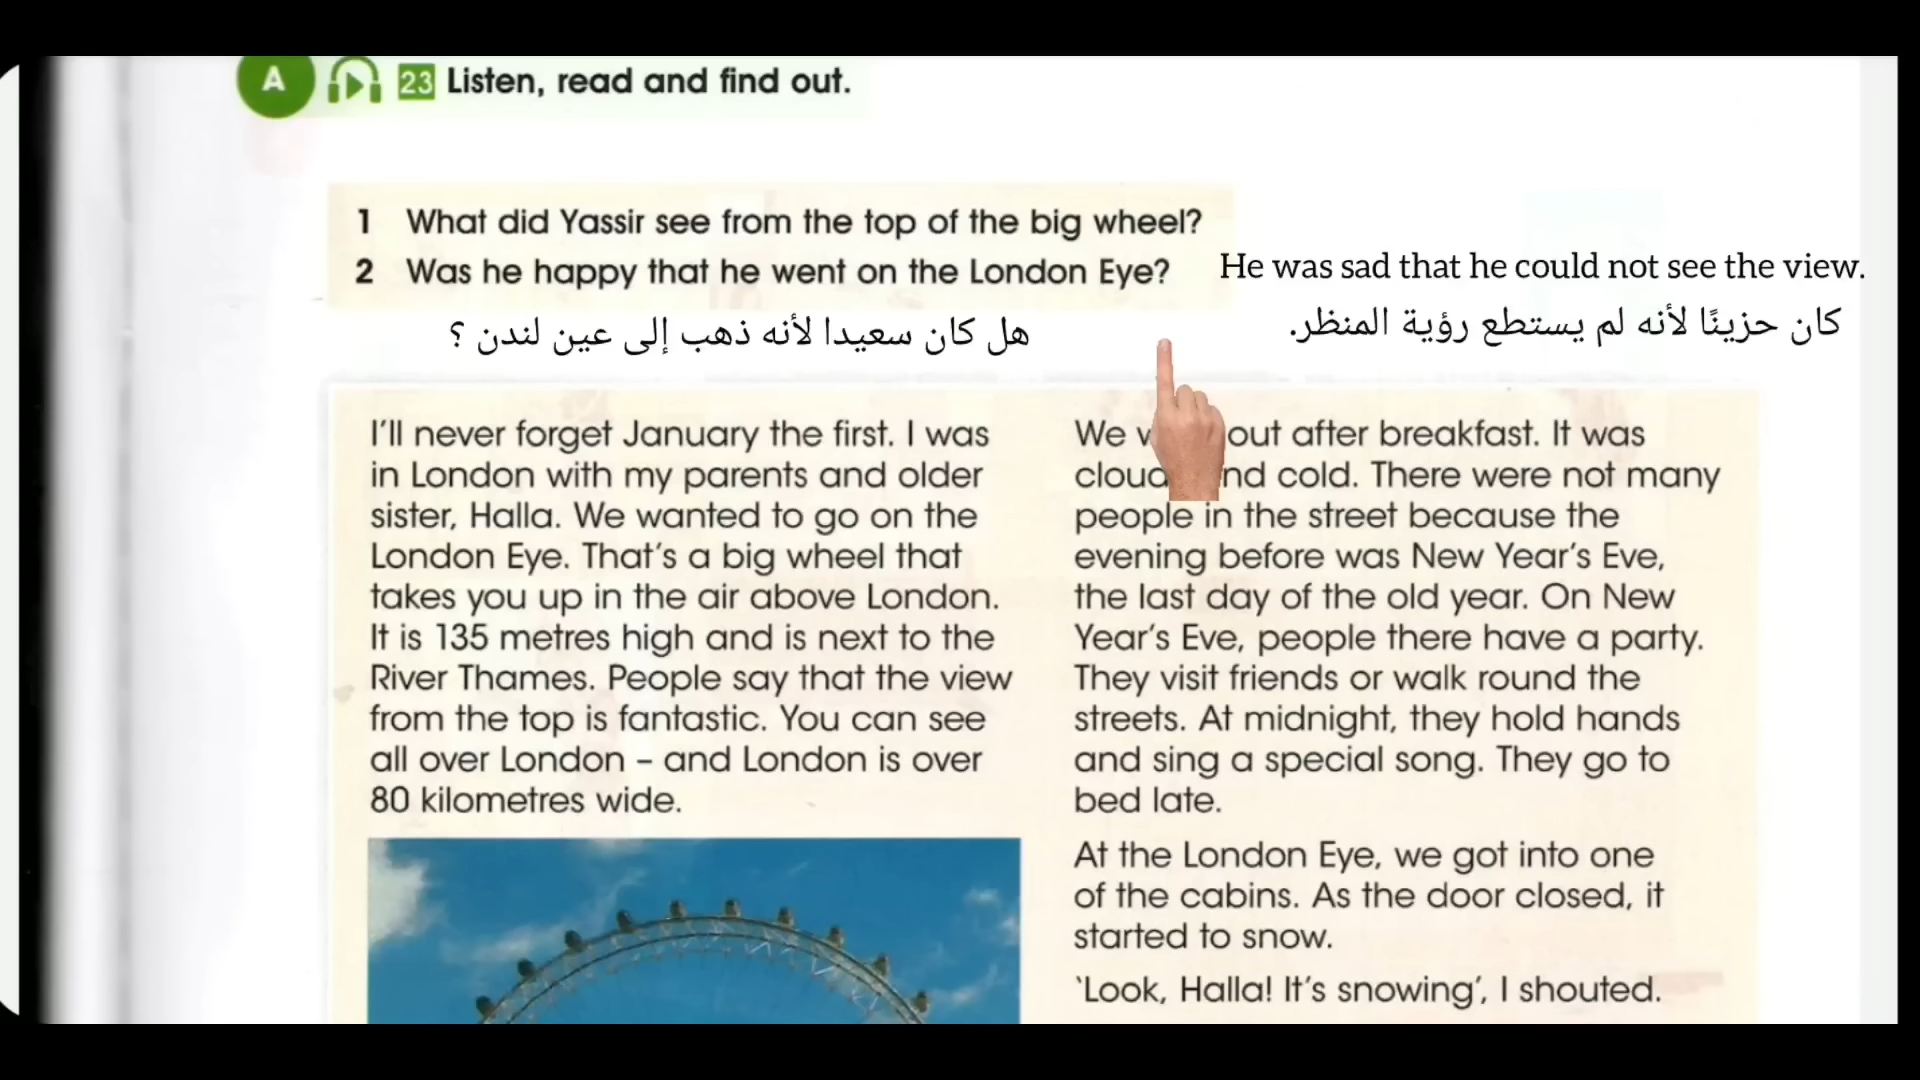 A 23 Listen, read and find out.
1 What did Yassir see from the top of the big wheel?
2 Was he happy that he went on the London Eye?
He was sad that he could not see the view.
هل كان سعيدا لأنه ذهب إلى عين لندن ؟
كان حزينًا لأنه لم يستطع رؤية المنظر.
I'll never forget January the first. I was
in London with my parents and older
sister, Halla. We wanted to go on the
London Eye. That's a big wheel that
takes you up in the air above London.
It is 135 metres high and is next to the
River Thames. People say that the view
from the top is fantastic. You can see
all over London – and London is over
80 kilometres wide.
We out after breakfast. It was
cold. There were not many
people in the street because the
evening before was New Year's Eve,
the last day of the old year. On New
Year's Eve, people there have a party.
They visit friends or walk round the
streets. At midnight, they hold hands
and sing a special song. They go to
bed late.
At the London Eye, we got into one
of the cabins. As the door closed, it
started to snow.
'Look, Halla! It's snowing', I shouted.